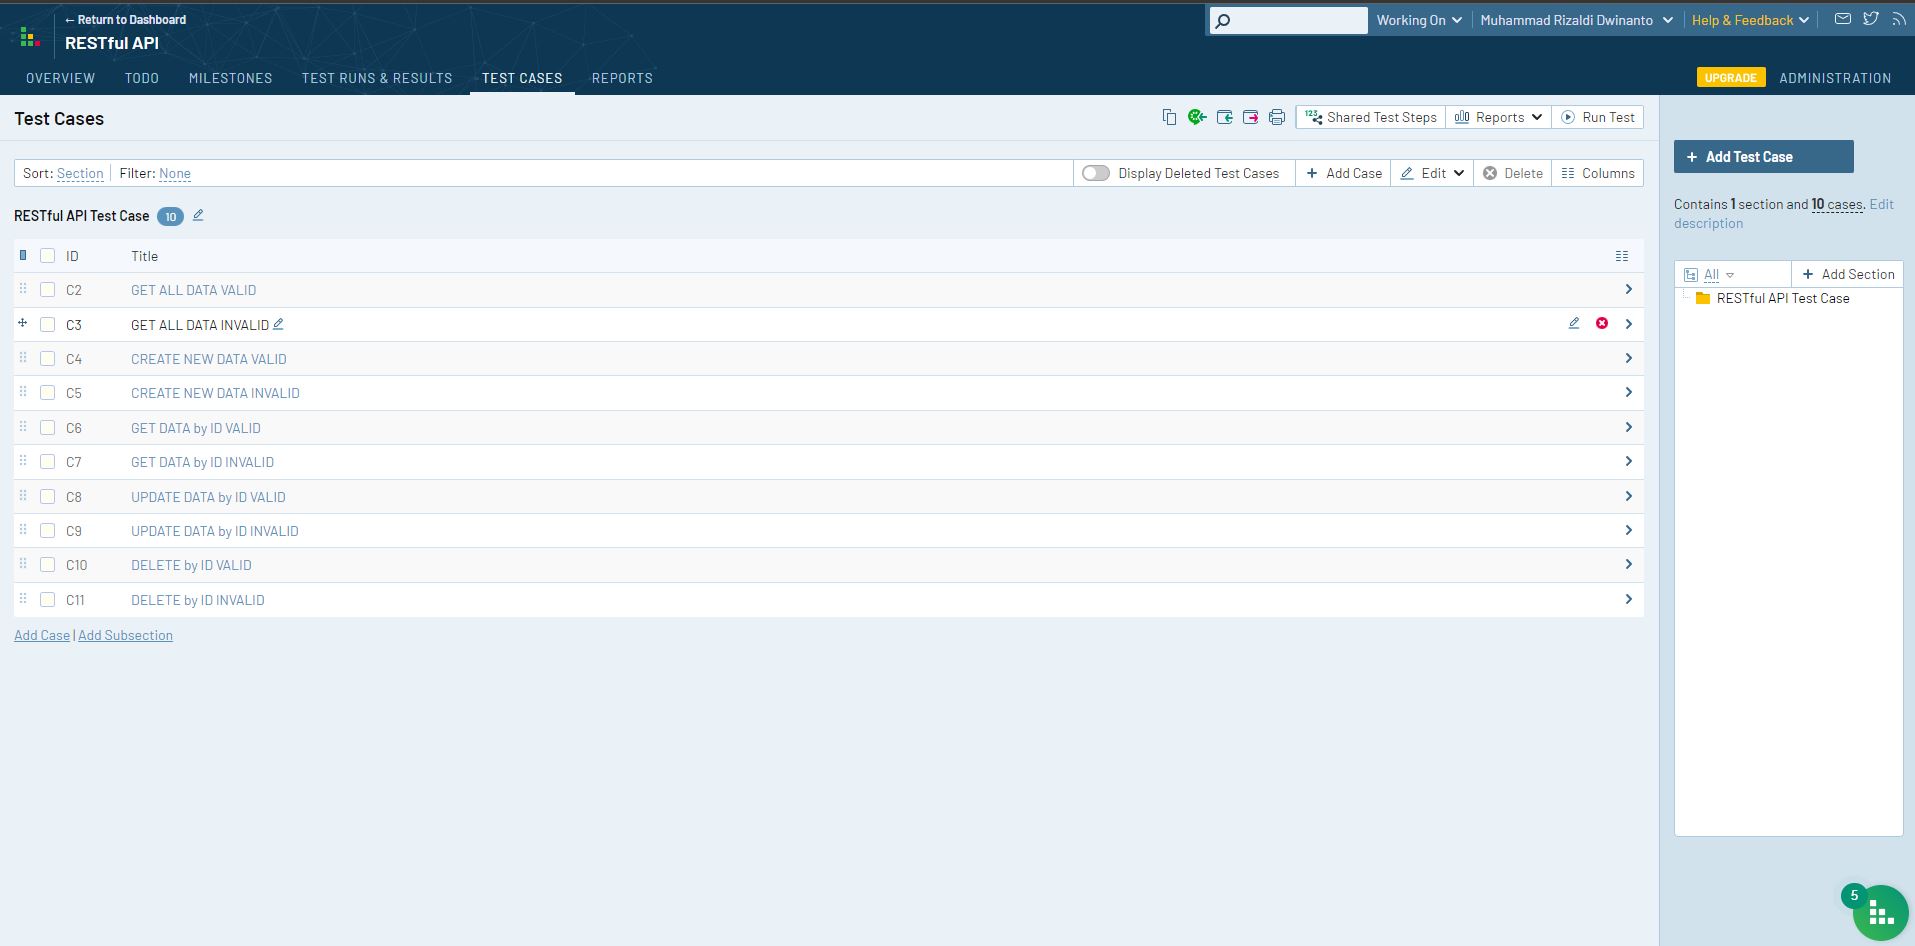 ← Return to Dashboard
RESTful API
Working On
Muhammad Rizaldi Dwinanto
Help & Feedback
OVERVIEW TODO MILESTONES TEST RUNS & RESULTS TEST CASES REPORTS
UPGRADE ADMINISTRATION
Test Cases
123 Shared Test Steps Reports Run Test
Sort: Section Filter: None
Display Deleted Test Cases + Add Case Edit Delete Columns
RESTful API Test Case 10
ID Title
C2 GET ALL DATA VALID
C3 GET ALL DATA INVALID
C4 CREATE NEW DATA VALID
C5 CREATE NEW DATA INVALID
C6 GET DATA by ID VALID
C7 GET DATA by ID INVALID
C8 UPDATE DATA by ID VALID
C9 UPDATE DATA by ID INVALID
C10 DELETE by ID VALID
C11 DELETE by ID INVALID
Add Case | Add Subsection
+ Add Test Case
Contains 1 section and 10 cases. Edit
description
All + Add Section
RESTful API Test Case
5